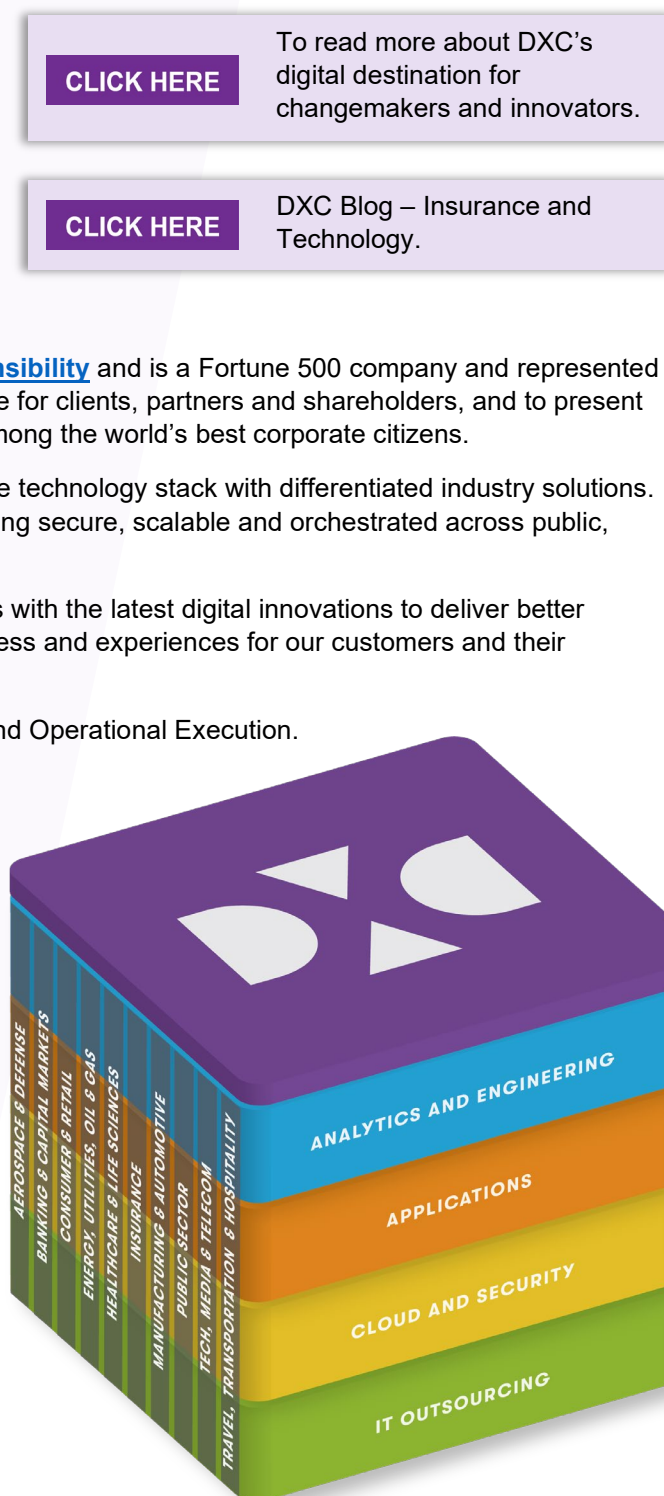 CLICK HERE
To read more about DXC’s
digital destination for
changemakers and innovators.
CLICK HERE
DXC Blog – Insurance and
Technology.
nsibility and is a Fortune 500 company and represented
e for clients, partners and shareholders, and to present
mong the world’s best corporate citizens.
e technology stack with differentiated industry solutions.
ng secure, scalable and orchestrated across public,
s with the latest digital innovations to deliver better
ess and experiences for our customers and their
nd Operational Execution.
DXC
AEROSPACE & DEFENSE
BANKING & CAPITAL MARKETS
CONSUMER & RETAIL
ENERGY, UTILITIES, OIL & GAS
HEALTHCARE & LIFE SCIENCES
INSURANCE
MANUFACTURING & AUTOMOTIVE
PUBLIC SECTOR
TECH, MEDIA & TELECOM
TRAVEL, TRANSPORTATION & HOSPITALITY
ANALYTICS AND ENGINEERING
APPLICATIONS
CLOUD AND SECURITY
IT OUTSOURCING